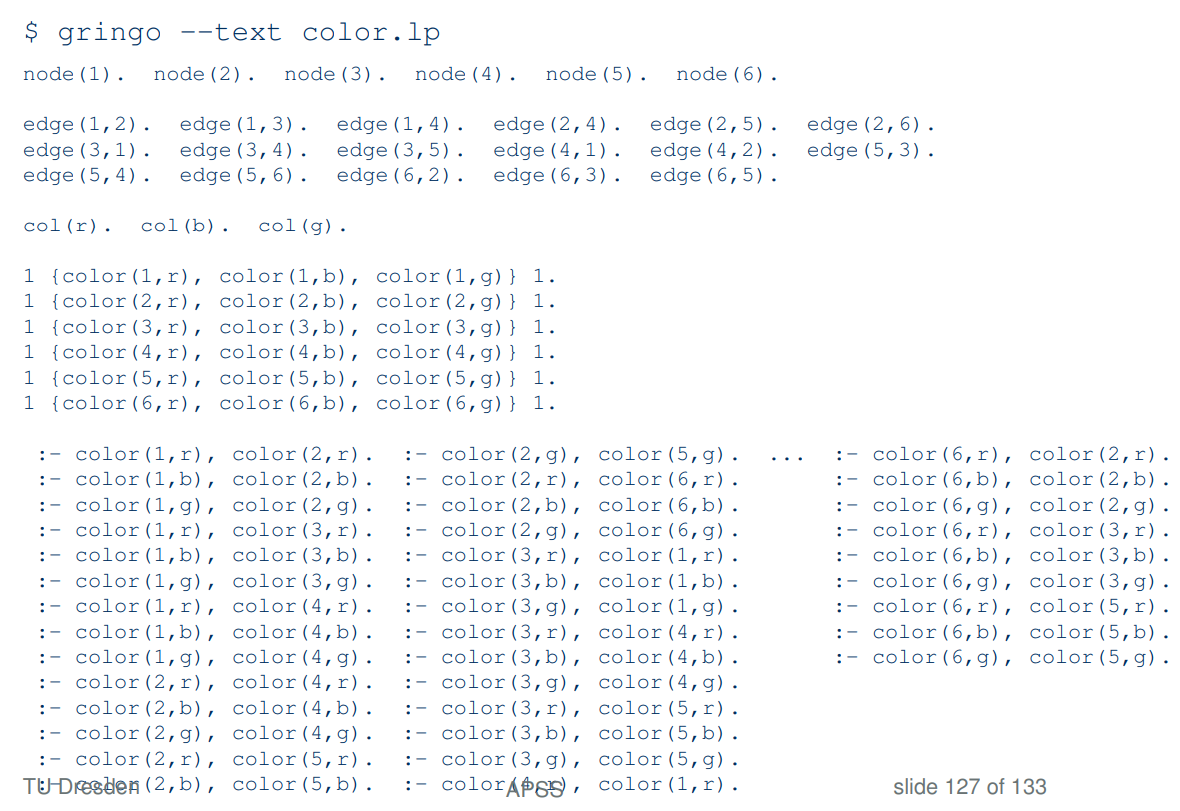 $ gringo --text color.lp
node(1). node(2). node(3). node(4). node(5). node(6).
edge(1,2). edge(1,3). edge(1,4). edge(2,4). edge(2,5). edge(2,6).
edge(3,1). edge(3,4). edge(3,5). edge(4,1). edge(4,2). edge(5,3).
edge(5,4). edge(5,6). edge(6,2). edge(6,3). edge(6,5).
col(r). col(b). col(g).
1 {color(1,r), color(1,b), color(1,g)} 1.
1 {color(2,r), color(2,b), color(2,g)} 1.
1 {color(3,r), color(3,b), color(3,g)} 1.
1 {color(4,r), color(4,b), color(4,g)} 1.
1 {color(5,r), color(5,b), color(5,g)} 1.
1 {color(6,r), color(6,b), color(6,g)} 1.
:- color(1,r), color(2,r). :- color(2,g), color(5,g). ... :- color(6,r), color(2,r).
:- color(1,b), color(2,b). :- color(2,r), color(6,r). :- color(6,b), color(2,b).
:- color(1,g), color(2,g). :- color(2,b), color(6,b). :- color(6,g), color(2,g).
:- color(1,r), color(3,r). :- color(2,g), color(6,g). :- color(6,r), color(3,r).
:- color(1,b), color(3,b). :- color(3,r), color(1,r). :- color(6,b), color(3,b).
:- color(1,g), color(3,g). :- color(3,b), color(1,b). :- color(6,g), color(3,g).
:- color(1,r), color(4,r). :- color(3,g), color(1,g). :- color(6,r), color(5,r).
:- color(1,b), color(4,b). :- color(3,r), color(4,r). :- color(6,b), color(5,b).
:- color(1,g), color(4,g). :- color(3,b), color(4,b). :- color(6,g), color(5,g).
:- color(2,r), color(4,r). :- color(3,g), color(4,g).
:- color(2,b), color(4,b). :- color(3,r), color(5,r).
:- color(2,g), color(4,g). :- color(3,b), color(5,b).
:- color(2,r), color(5,r). :- color(3,g), color(5,g).
:- color(2,b), color(5,b). :- color(4,r), color(1,r).
TU Dresden APSS slide 127 of 133